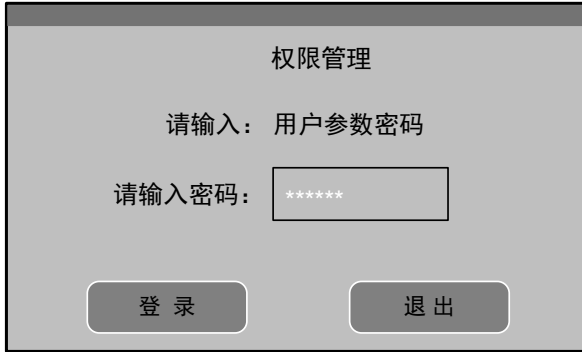 权限管理
请输入： 用户参数密码
请输入密码： ******
登 录 退 出